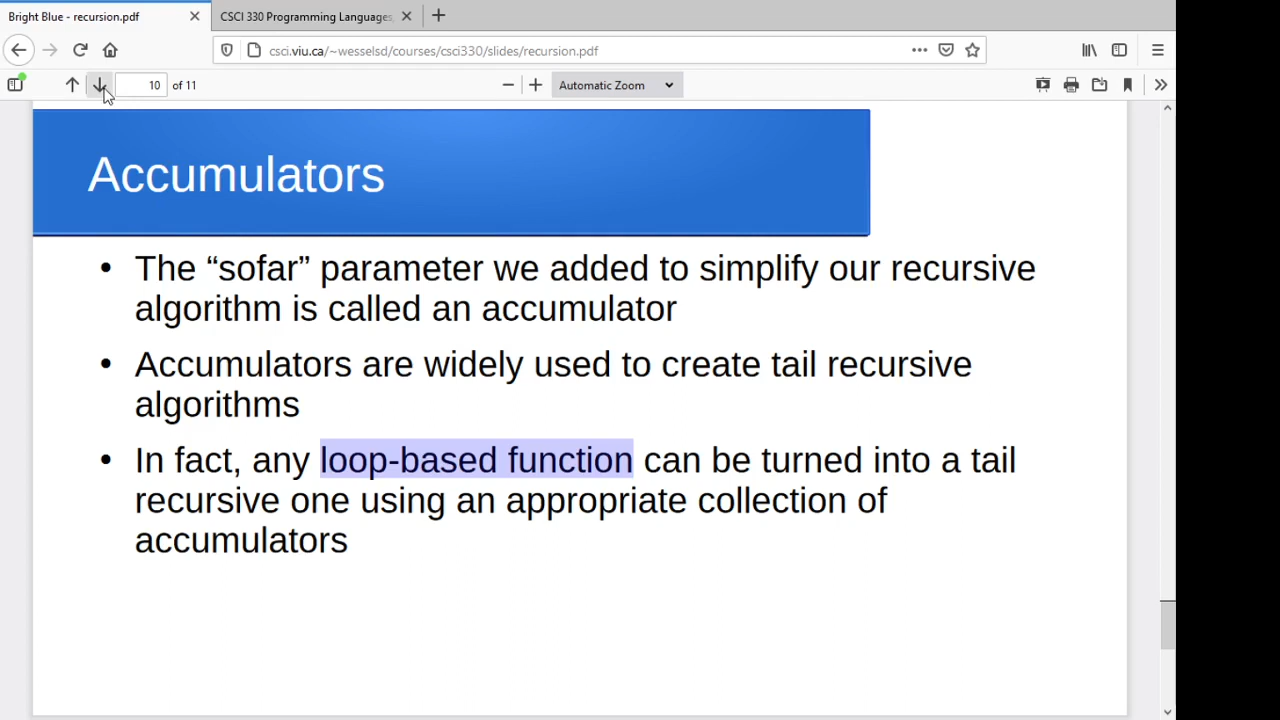 Bright Blue - recursion.pdf
CSCI 330 Programming Languages,
csci.viu.ca/~wesselsd/courses/csci330/slides/recursion.pdf
10 of 11
Automatic Zoom
Accumulators
• The “sofar” parameter we added to simplify our recursive
algorithm is called an accumulator
• Accumulators are widely used to create tail recursive
algorithms
• In fact, any loop-based function can be turned into a tail
recursive one using an appropriate collection of
accumulators